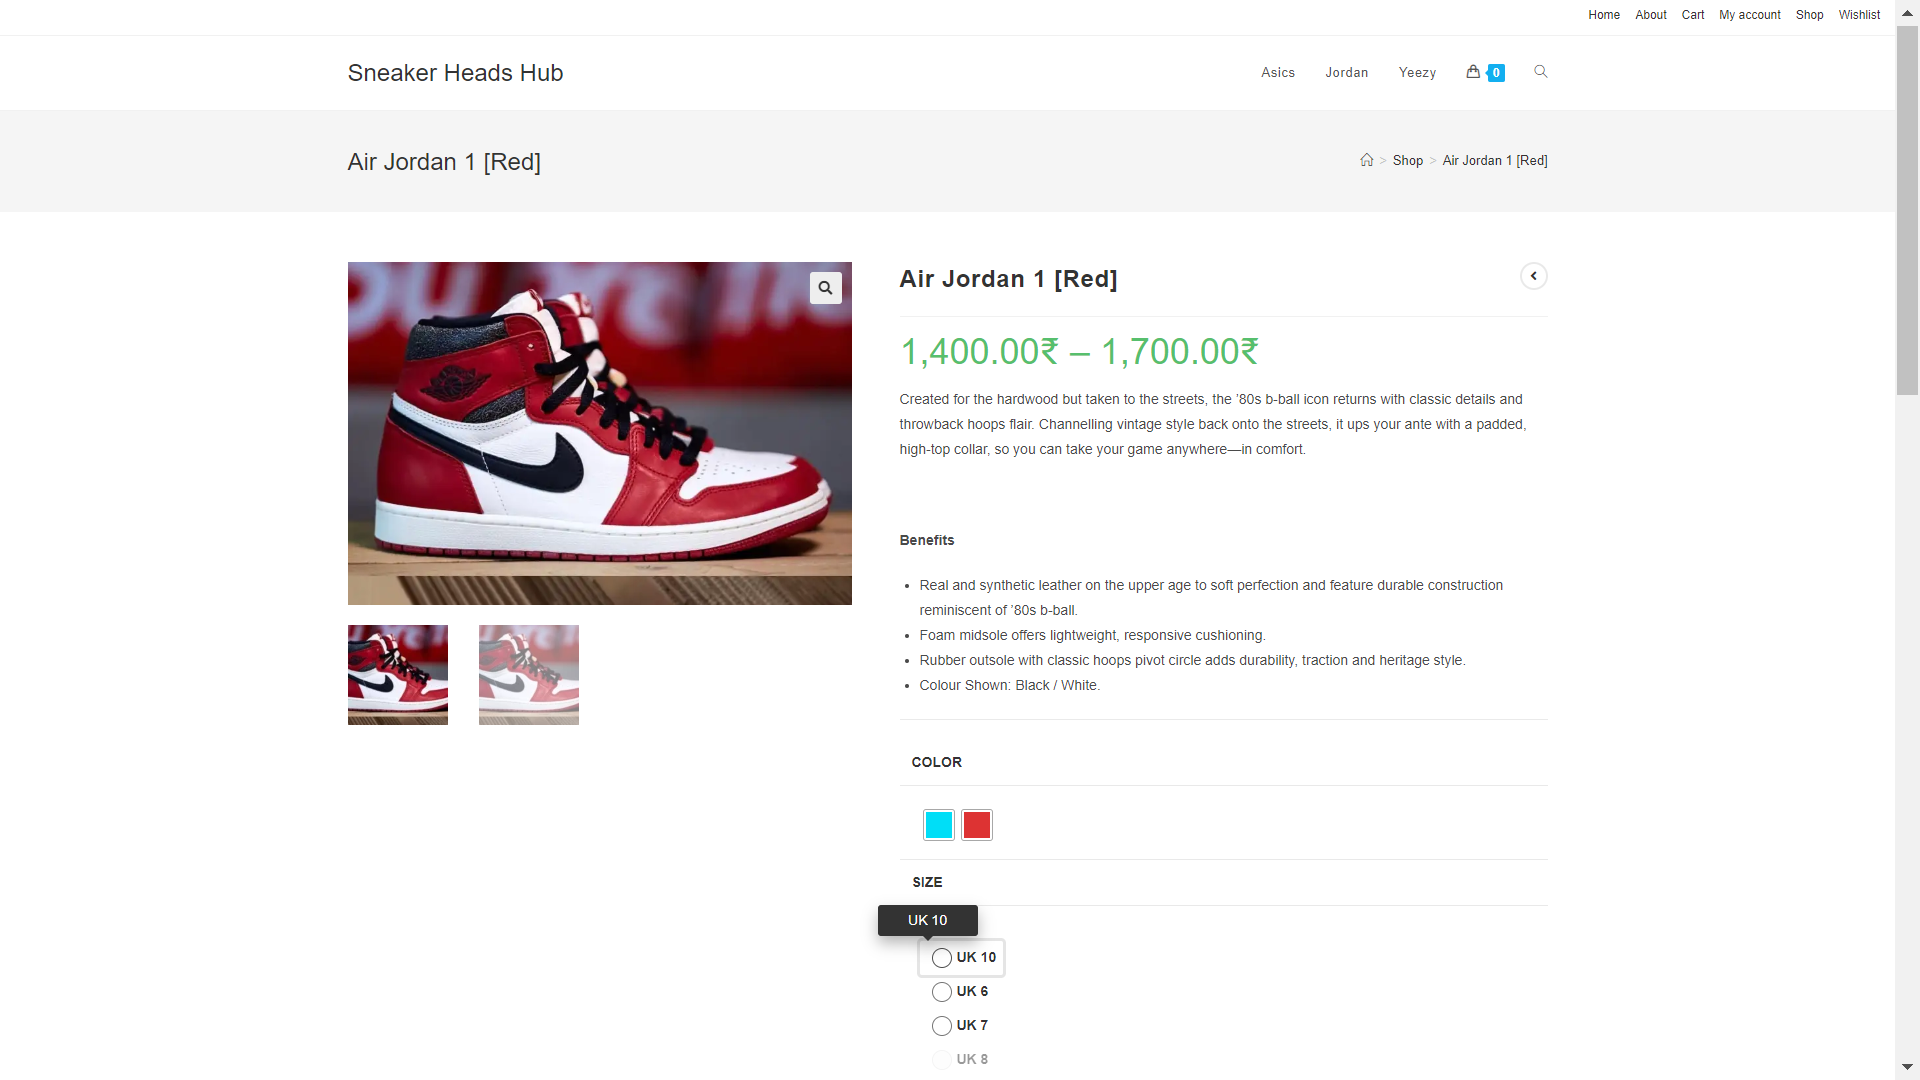 Home About Cart My account Shop Wishlist
Sneaker Heads Hub
Asics Jordan Yeezy 0
Air Jordan 1 [Red]
> Shop > Air Jordan 1 [Red]
Air Jordan 1 [Red]
1,400.00₹ – 1,700.00₹
Created for the hardwood but taken to the streets, the ’80s b-ball icon returns with classic details and
throwback hoops flair. Channelling vintage style back onto the streets, it ups your ante with a padded,
high-top collar, so you can take your game anywhere—in comfort.
Benefits
• Real and synthetic leather on the upper age to soft perfection and feature durable construction
reminiscent of ’80s b-ball.
• Foam midsole offers lightweight, responsive cushioning.
• Rubber outsole with classic hoops pivot circle adds durability, traction and heritage style.
• Colour Shown: Black / White.
COLOR
SIZE
UK 10
UK 10
UK 6
UK 7
UK 8